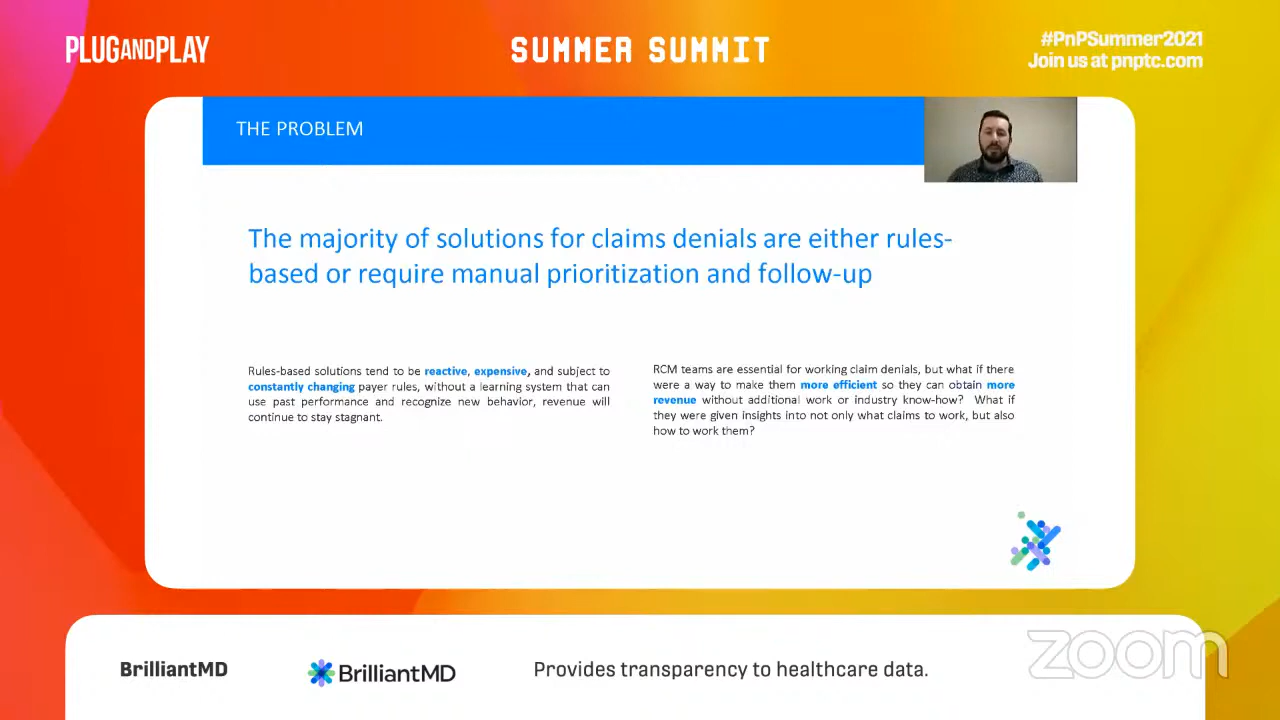 PLUGANDPLAY
SUMMER SUMMIT
#PnPSummer2021
Join us at pnptc.com
THE PROBLEM
The majority of solutions for claims denials are either rules-
based or require manual prioritization and follow-up
Rules-based solutions tend to be reactive, expensive, and subject to
constantly changing payer rules, without a learning system that can
use past performance and recognize new behavior, revenue will
continue to stay stagnant.
RCM teams are essential for working claim denials, but what if there
were a way to make them more efficient so they can obtain more
revenue without additional work or industry know-how? What if
they were given insights into not only what claims to work, but also
how to work them?
BrilliantMD
BrilliantMD
Provides transparency to healthcare data.
zoom